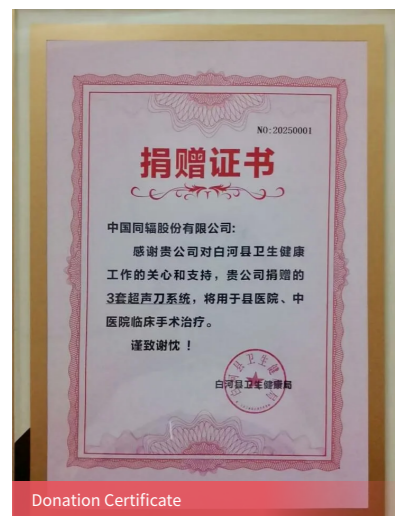 NO:20250001
捐赠证书
中国同辐股份有限公司:
感谢贵公司对白河县卫生健康
工作的关心和支持，贵公司捐赠的
3套超声刀系统，将用于县医院、中
医院临床手术治疗。
谨致谢忱！
白河县卫生健康局
Donation Certificate